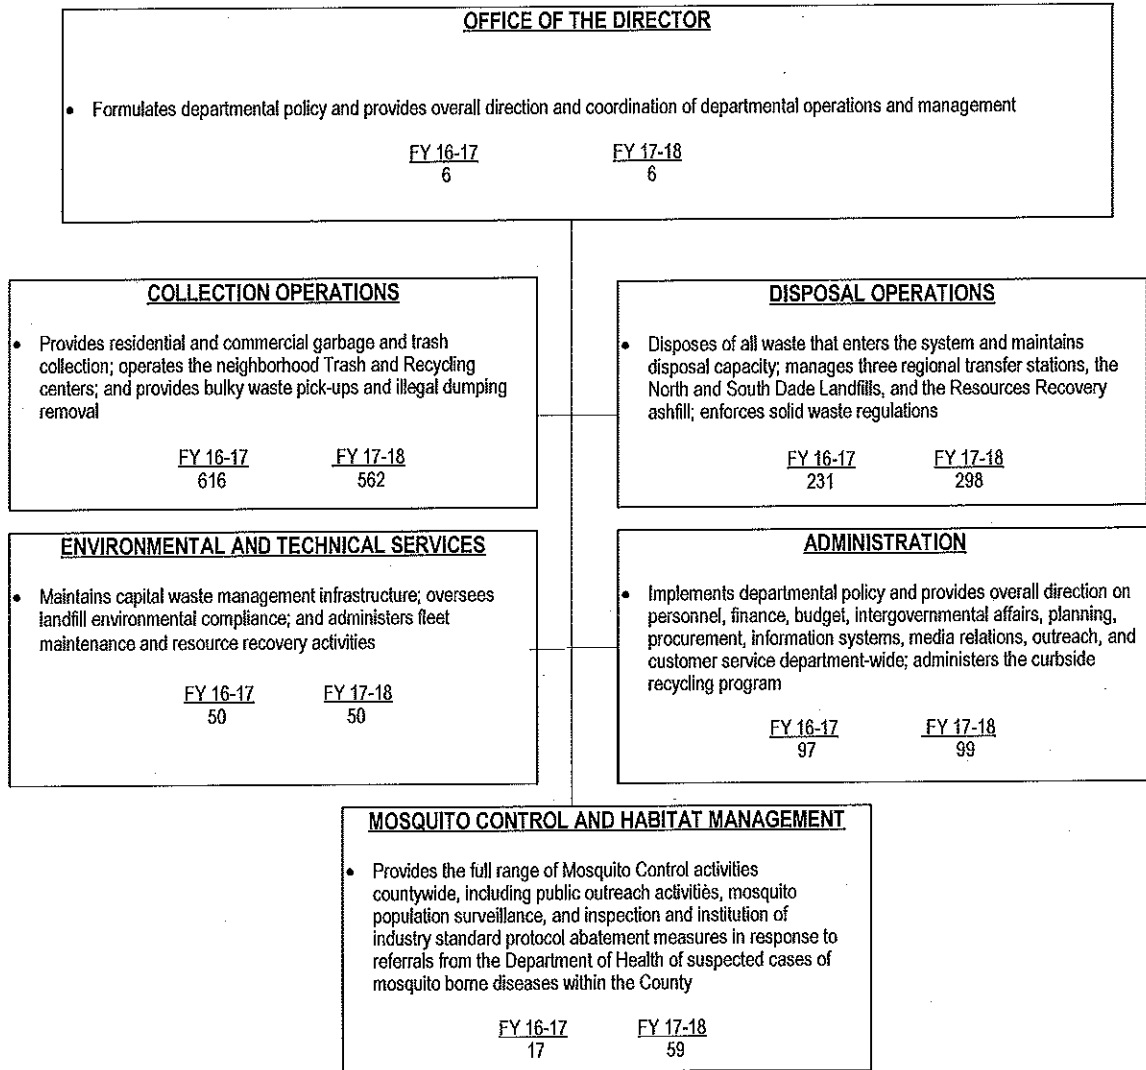 OFFICE OF THE DIRECTOR
• Formulates departmental policy and provides overall direction and coordination of departmental operations and management
FY 16-17 FY 17-18
6 6
COLLECTION OPERATIONS
• Provides residential and commercial garbage and trash
collection; operates the neighborhood Trash and Recycling
centers; and provides bulky waste pick-ups and illegal dumping
removal
FY 16-17 FY 17-18
616 562
DISPOSAL OPERATIONS
• Disposes of all waste that enters the system and maintains
disposal capacity; manages three regional transfer stations, the
North and South Dade Landfills, and the Resources Recovery
ashfill; enforces solid waste regulations
FY 16-17 FY 17-18
231 298
ENVIRONMENTAL AND TECHNICAL SERVICES
• Maintains capital waste management infrastructure; oversees
landfill environmental compliance; and administers fleet
maintenance and resource recovery activities
FY 16-17 FY 17-18
50 50
ADMINISTRATION
• Implements departmental policy and provides overall direction on
personnel, finance, budget, intergovernmental affairs, planning,
procurement, information systems, media relations, outreach, and
customer service department-wide; administers the curbside
recycling program
FY 16-17 FY 17-18
97 99
MOSQUITO CONTROL AND HABITAT MANAGEMENT
• Provides the full range of Mosquito Control activities
countywide, including public outreach activities, mosquito
population surveillance, and inspection and institution of
industry standard protocol abatement measures in response to
referrals from the Department of Health of suspected cases of
mosquito borne diseases within the County
FY 16-17 FY 17-18
17 59